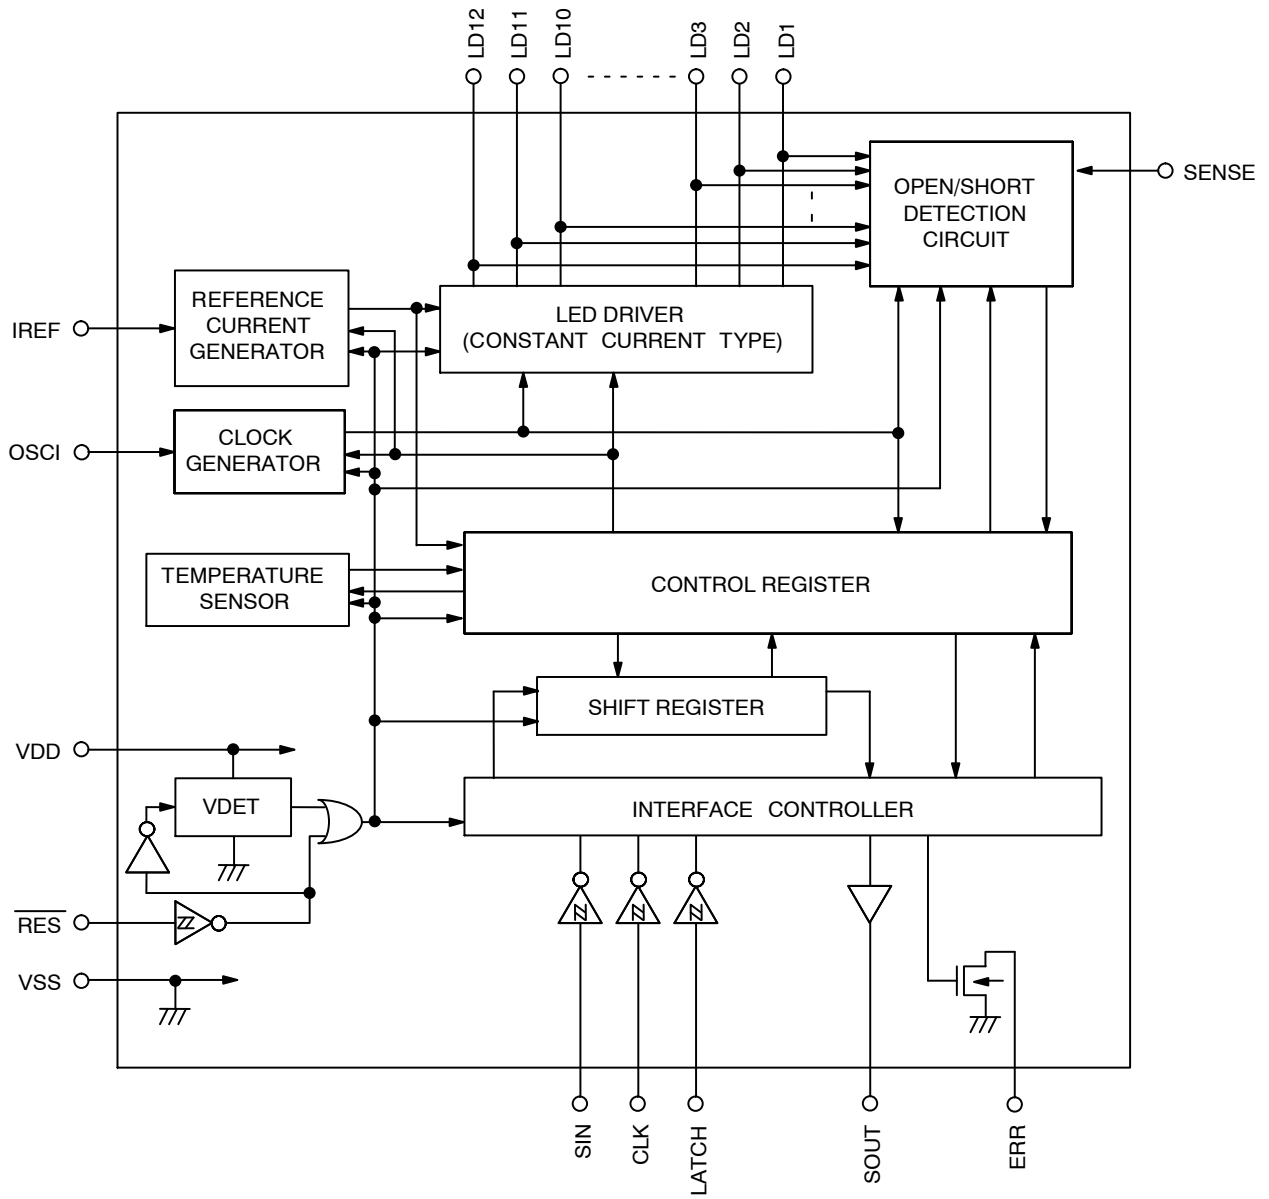 LD12
LD11
LD10
LD3
LD2
LD1
OPEN/SHORT
DETECTION
CIRCUIT
SENSE
REFERENCE
CURRENT
GENERATOR
IREF
LED DRIVER
(CONSTANT CURRENT TYPE)
CLOCK
GENERATOR
OSCI
TEMPERATURE
SENSOR
CONTROL REGISTER
SHIFT REGISTER
VDD
VDET
INTERFACE CONTROLLER
RES
VSS
SIN
CLK
LATCH
SOUT
ERR